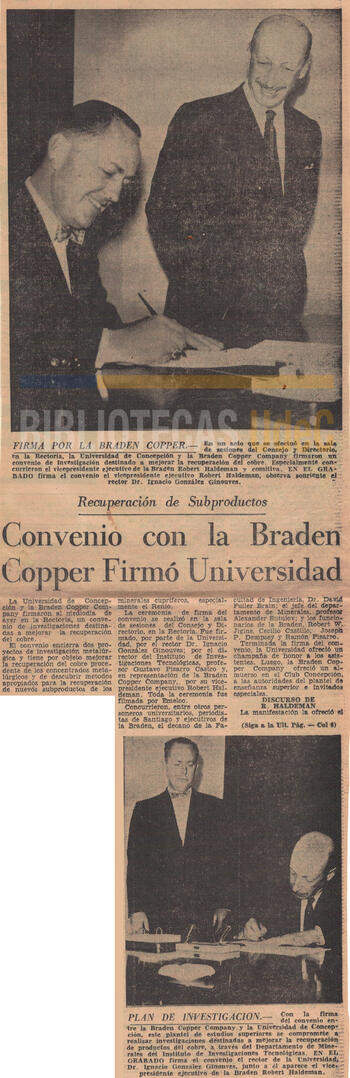 BIBLIOTECAS UdeC
FIRMA POR LA BRADEN COPPER.— En un acto que se efectuó en la sala
de sesiones del Consejo y Directorio,
en la Rectoría, la Universidad de Concepción y la Braden Copper Company firmaron un
convenio de investigación destinado a mejorar la recuperación del cobre. Especialmente con-
currieron el vicepresidente ejecutivo de la Braden Robert Haldeman y comitiva. EN EL GRA-
BADO firma el convenio el vicepresidente ejecutivo Robert Haldeman, observa sonriente el
rector Dr. Ignacio González Ginouves.
Recuperación de Subproductos
Convenio con la Braden
Copper Firmó Universidad
La Universidad de Concep-
ción y la Braden Copper Com-
pany firmaron al mediodía de
ayer en la Rectoría, un conve-
nio de investigaciones destina-
das a mejorar la recuperación
del cobre.
El convenio entierra dos pro-
yectos de investigación metalúr-
gica y tiene por objeto mejorar
la recuperación del cobre proce-
dente de los concentrados meta-
lúrgicos y de descubrir métodos
apropiados para la recuperación
de nuevos subproductos de los
minerales cupríferos, especial-
mente el Renio.
La ceremonia de firma del
convenio se realizó en la sala
de sesiones del Consejo y Di-
rectorio, en la Rectoría. Fue fir-
mado, por parte de la Univer-
sidad, por el rector Dr. Ignacio
González Ginouves; por el di-
rector del Instituto de Inves-
tigaciones Tecnológicas, profe-
sor Gustavo Pizarro Castro y
en representación de la Braden
Copper Company, por su vice-
presidente ejecutivo Robert Hal-
deman. Toda la ceremonia fue
filmada por Emelco.
Concurrieron, entre otros per-
soneros universitarios, periodis-
tas de Santiago y ejecutivos de
la Braden, el decano de la Fa-
cultad de Ingeniería, Dr. David
Fuller Brain; el jefe del depar-
tamento de Minerales, profesor
Alexander Sutulov; y los funcio-
narios de la Braden, Robert W.
Jigins, Cecilio Castillo, Joseph
P. Dempsey y Ramón Pizarro.
Terminada la firma del con-
venio, la Universidad ofreció un
champaña de honor a los asis-
tentes. Luego, la Braden Cop-
per Company ofreció un al-
muerzo en el Club Concepción,
a las autoridades del plantel de
enseñanza superior e invitados
especiales.
DISCURSO DE
R. HALDEMAN
La manifestación la ofreció el
(Siga a la Ult. Pág. — Col 8)
PLAN DE INVESTIGACION.— Con la firma
del convenio en-
tre la Braden Copper Company y la Universidad de Concep-
ción, este plantel de estudios superiores se compromete a
realizar investigaciones destinadas a mejorar la recuperación
de productos del cobre, a través del Departamento de Mine-
rales del Instituto de Investigaciones Tecnológicas. EN EL
GRABADO firma el convenio el rector de la Universidad,
Dr. Ignacio González Ginouves, junto a él aparece el vice-
presidente ejecutivo de la Braden Robert Haldeman.